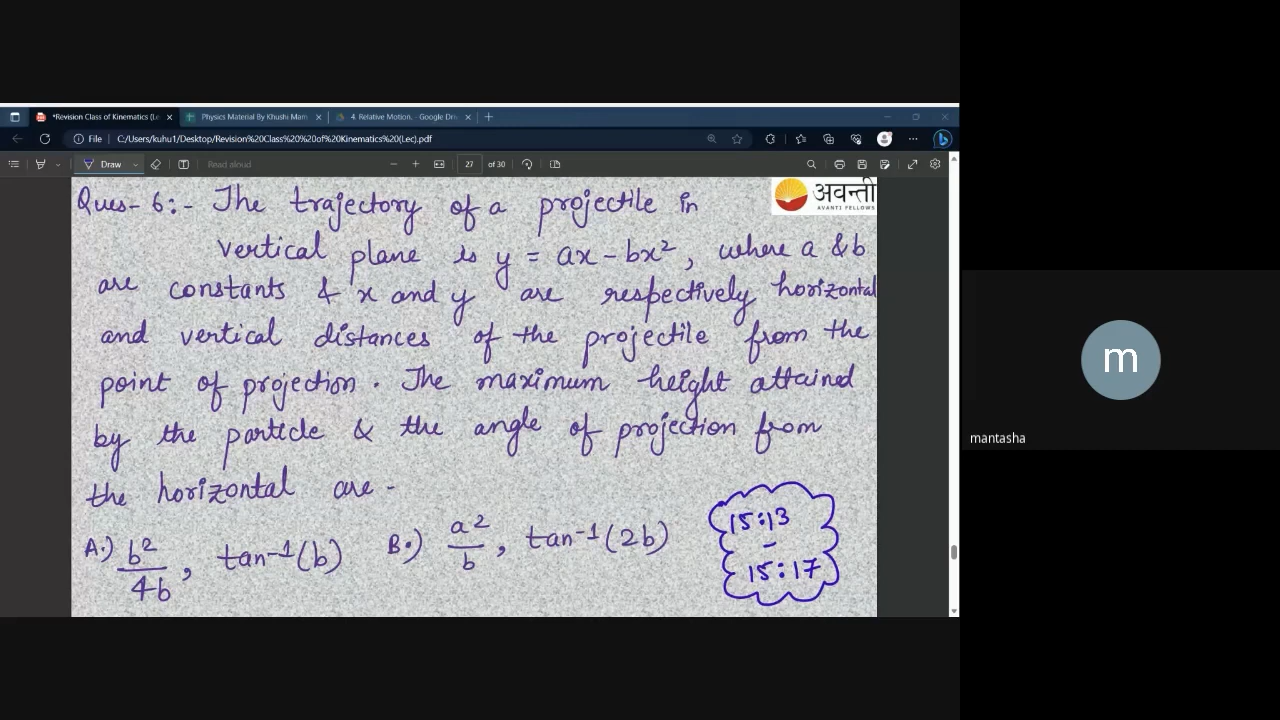 *Revision Class of Kinematics (Le
Physics Material By Khushi Mam
4. Relative Motion. - Google Dri
File
C:/Users/kuhu1/Desktop/Revision%20Class%20%20of%20Kinematics%20(Lec).pdf
Draw
Read aloud
27
of 30
Ques- 6:- The trajectory of a projectile in
अवन्ती
AVANTI FELLOWS
vertical plane is y = ax - bx², where a & b
are constants & x and y are respectively horizontal
and vertical distances of the projectile from the
point of projection. The maximum height attained
by the particle & the angle of projection from
the horizontal are -
A.) b²/4b, tan⁻¹(b) B.) a²/b, tan⁻¹(2b)
15:13
-
15:17
m
mantasha